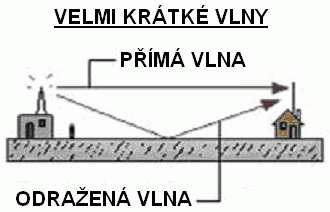 VELMI KRÁTKÉ VLNY
PŘÍMÁ VLNA
ODRAŽENÁ VLNA